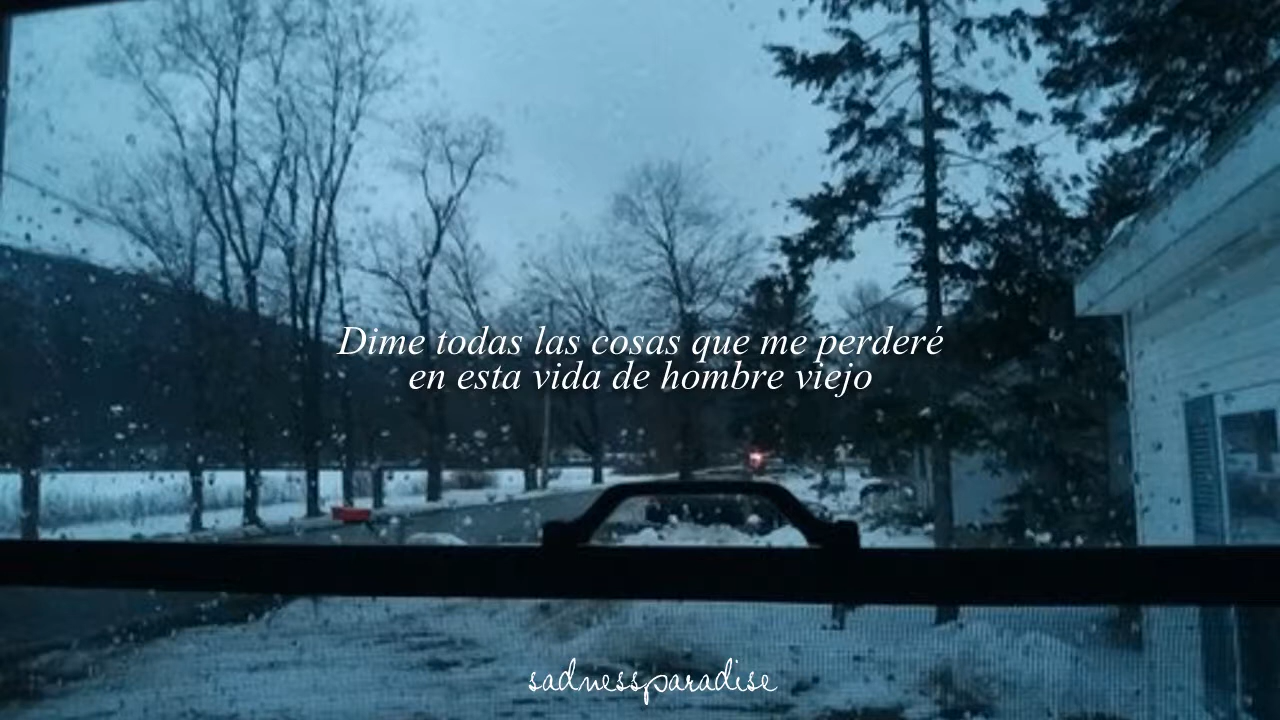 Dime todas las cosas que me perderé
en esta vida de hombre viejo
sadnessparadise